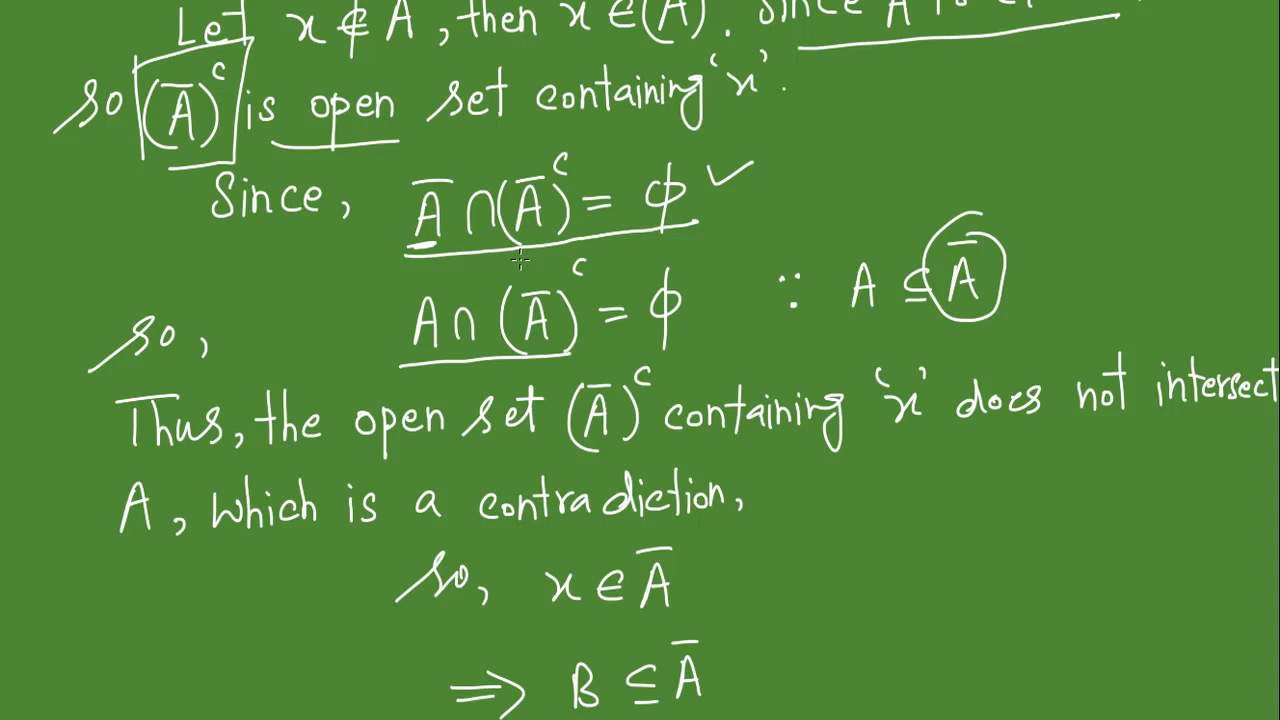 Let x ∉ A, then x ∈ (A̅). Since A̅ is
so (A̅)ᶜ is open set containing 'x'.
Since, A̅ ∩ (A̅)ᶜ = ϕ ✓
so, A ∩ (A̅)ᶜ = ϕ ∵ A ⊆ A̅
Thus, the open set (A̅)ᶜ containing 'x' does not intersect
A, which is a contradiction,
so, x ∈ A̅
⟹ B ⊆ A̅